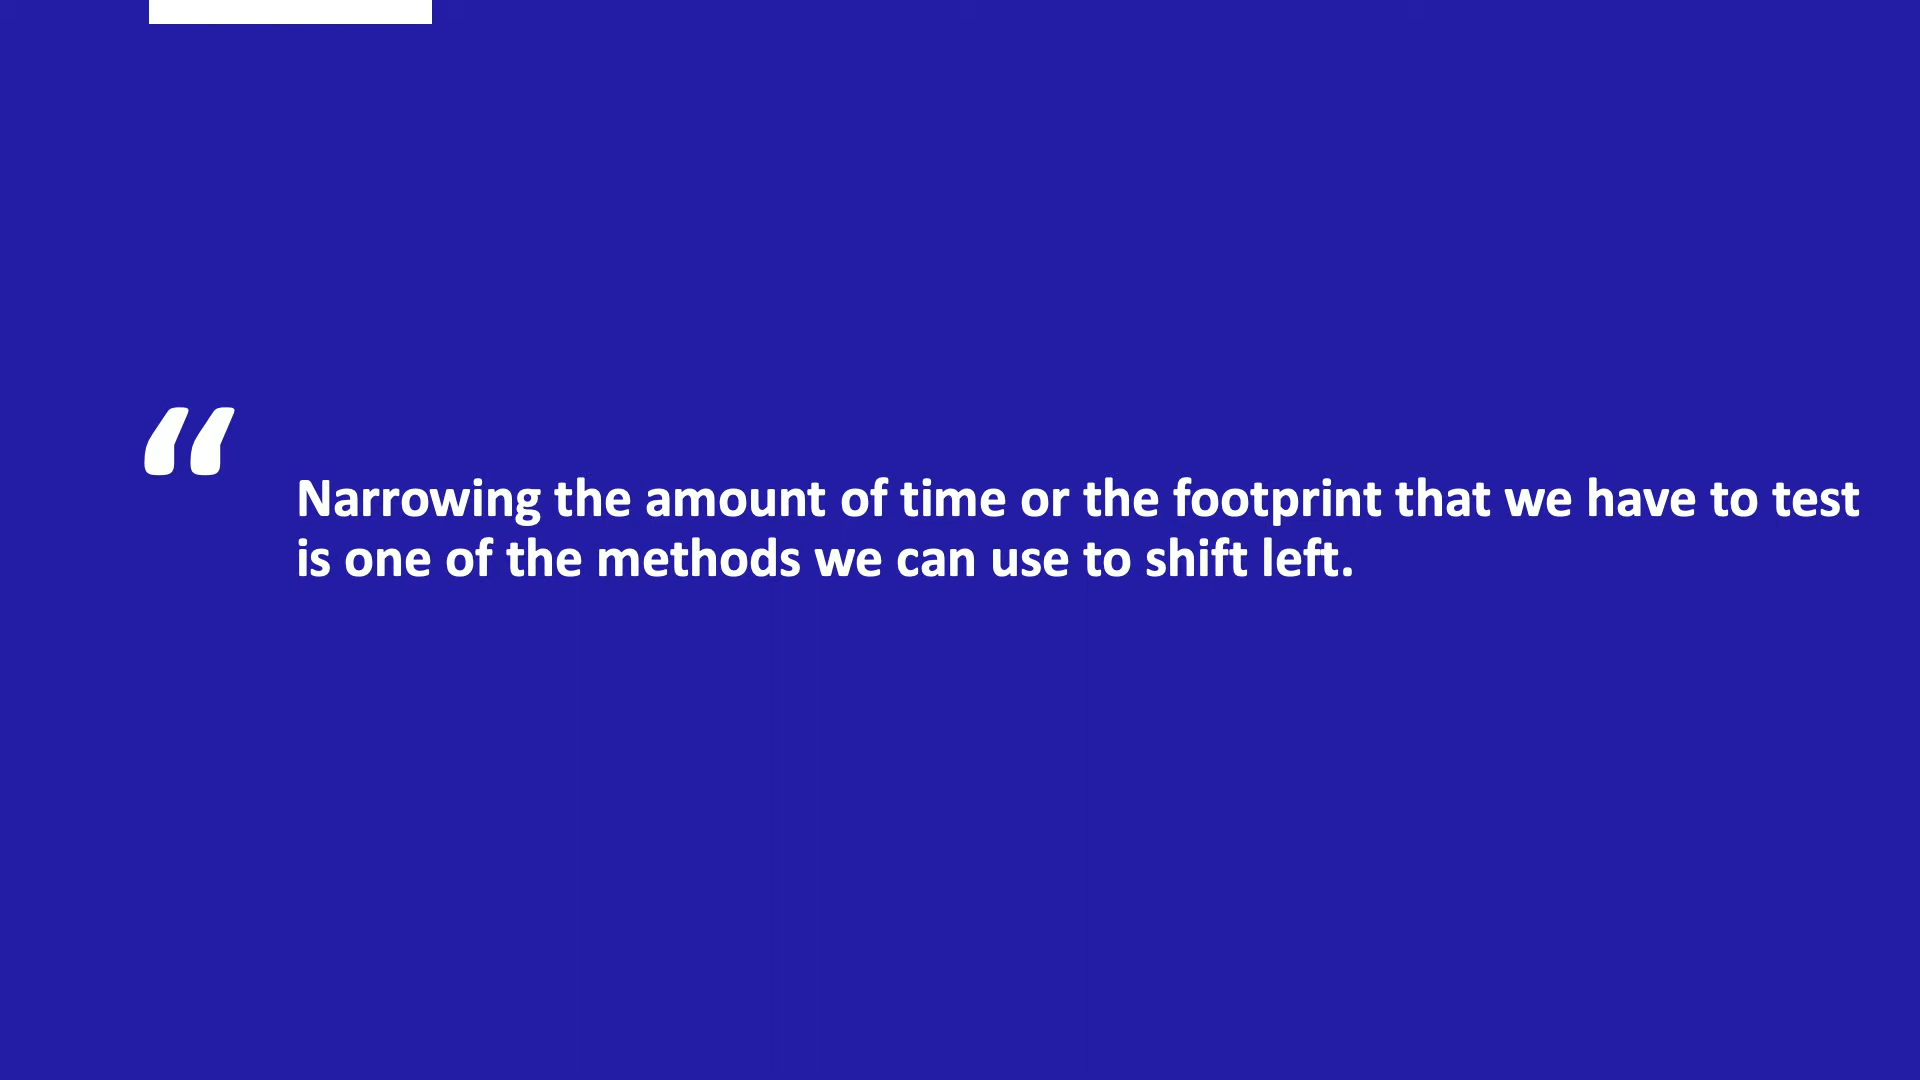 “
Narrowing the amount of time or the footprint that we have to test
is one of the methods we can use to shift left.